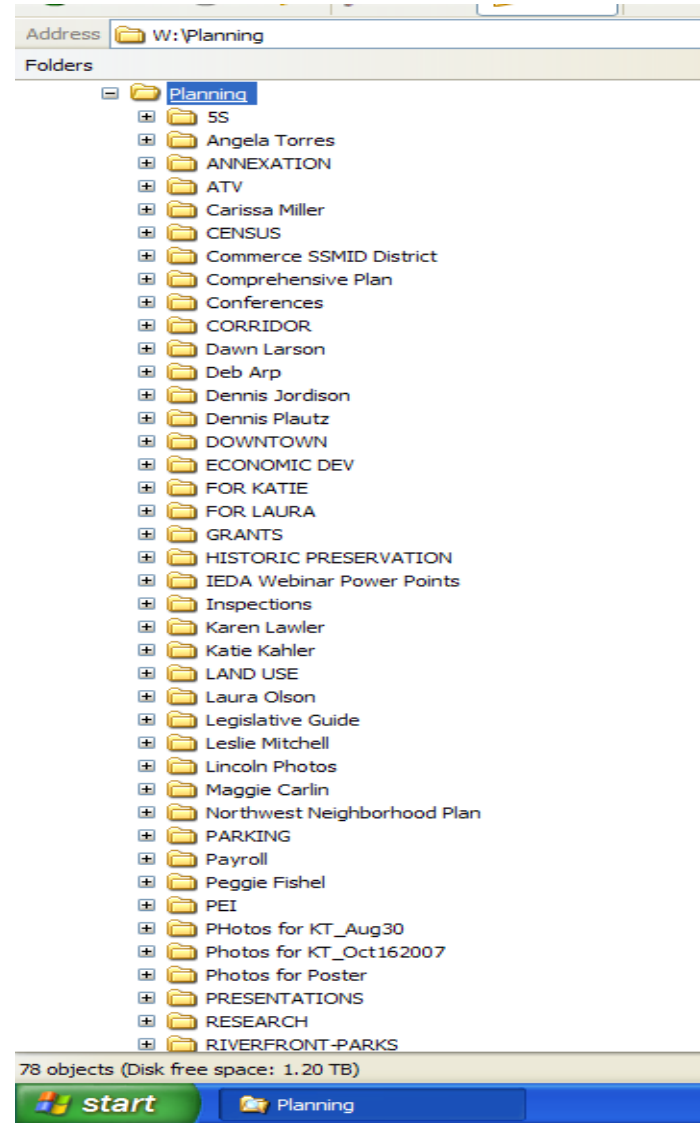 Address W:\Planning
Folders
Planning
5S
Angela Torres
ANNEXATION
ATV
Carissa Miller
CENSUS
Commerce SSMID District
Comprehensive Plan
Conferences
CORRIDOR
Dawn Larson
Deb Arp
Dennis Jordison
Dennis Plautz
DOWNTOWN
ECONOMIC DEV
FOR KATIE
FOR LAURA
GRANTS
HISTORIC PRESERVATION
IEDA Webinar Power Points
Inspections
Karen Lawler
Katie Kahler
LAND USE
Laura Olson
Legislative Guide
Leslie Mitchell
Lincoln Photos
Maggie Carlin
Northwest Neighborhood Plan
PARKING
Payroll
Peggie Fishel
PEI
PHotos for KT_Aug30
Photos for KT_Oct162007
Photos for Poster
PRESENTATIONS
RESEARCH
RIVERFRONT-PARKS
78 objects (Disk free space: 1.20 TB)
start Planning